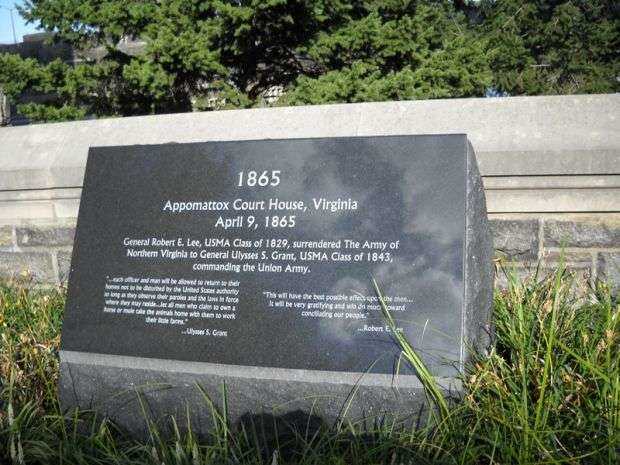 1865
Appomattox Court House, Virginia
April 9, 1865
General Robert E. Lee, USMA Class of 1829, surrendered The Army of
Northern Virginia to General Ulysses S. Grant, USMA Class of 1843,
commanding the Union Army.
"...each officer and man will be allowed to return to their
homes not to be disturbed by the United States authority
so long as they observe their paroles and the laws in force
where they may reside...let all men who claim to own a
horse or mule take the animals home with them to work
their little farms."
...Ulysses S. Grant
"This will have the best possible effect upon the men...
It will be very gratifying and will do much toward
conciliating our people."
...Robert E. Lee